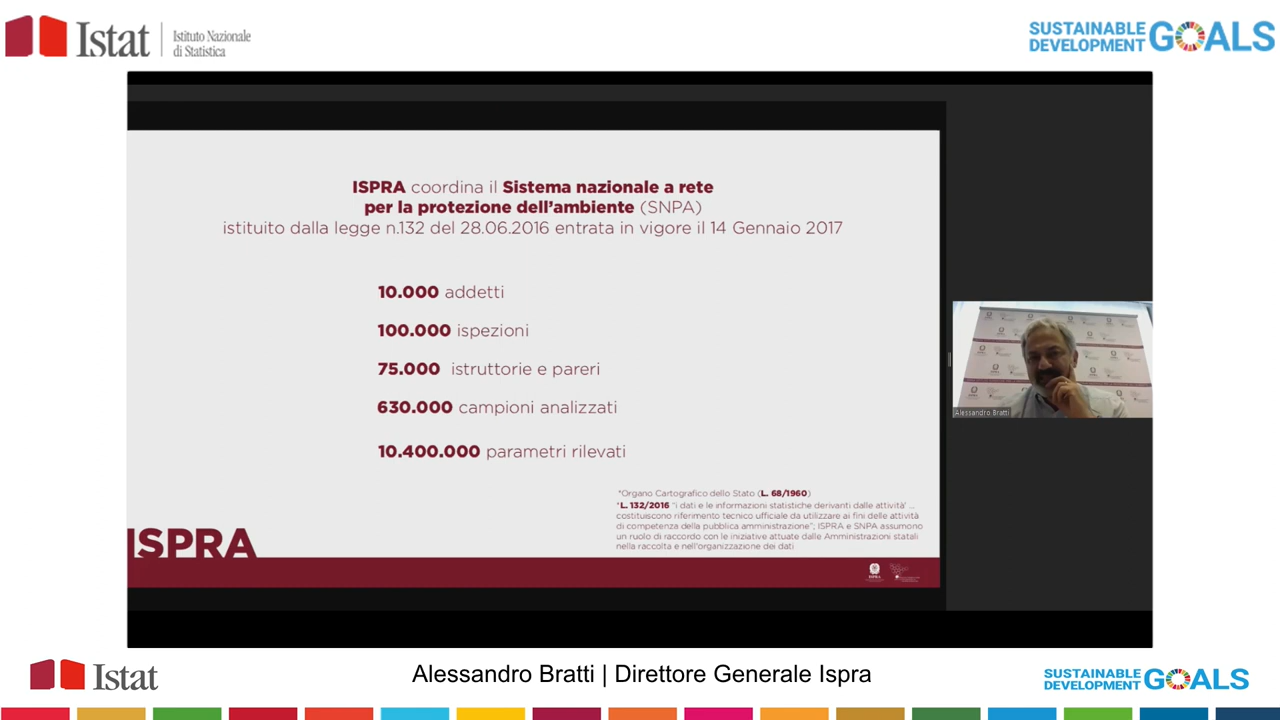 Istat
Istituto Nazionale
di Statistica
SUSTAINABLE
DEVELOPMENT
GOALS
ISPRA coordina il Sistema nazionale a rete
per la protezione dell'ambiente (SNPA)
istituito dalla legge n.132 del 28.06.2016 entrata in vigore il 14 Gennaio 2017
10.000 addetti
100.000 ispezioni
75.000 istruttorie e pareri
630.000 campioni analizzati
10.400.000 parametri rilevati
*Organo Cartografico dello Stato (L. 68/1960)
*L. 132/2016 "i dati e le informazioni statistiche derivanti dalle attività' ...
costituiscono riferimento tecnico ufficiale da utilizzare ai fini delle attività
di competenza della pubblica amministrazione"; ISPRA e SNPA assumono
un ruolo di raccordo con le iniziative attuate dalle Amministrazioni statali
nella raccolta e nell'organizzazione dei dati
ISPRA
ISPRA
Alessandro Bratti
Istat
Alessandro Bratti | Direttore Generale Ispra
SUSTAINABLE
DEVELOPMENT
GOALS